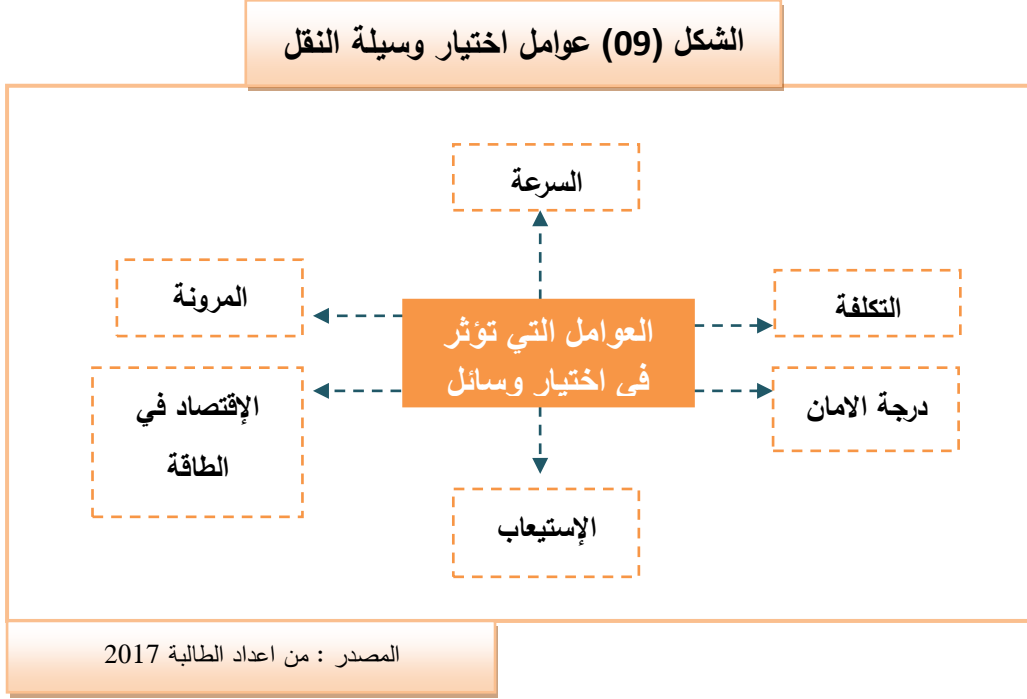 الشكل (09) عوامل اختيار وسيلة النقل
السرعة
المرونة
التكلفة
العوامل التي تؤثر
في اختيار وسائل
الإقتصاد في
الطاقة
درجة الامان
الإستيعاب
المصدر : من اعداد الطالبة 2017